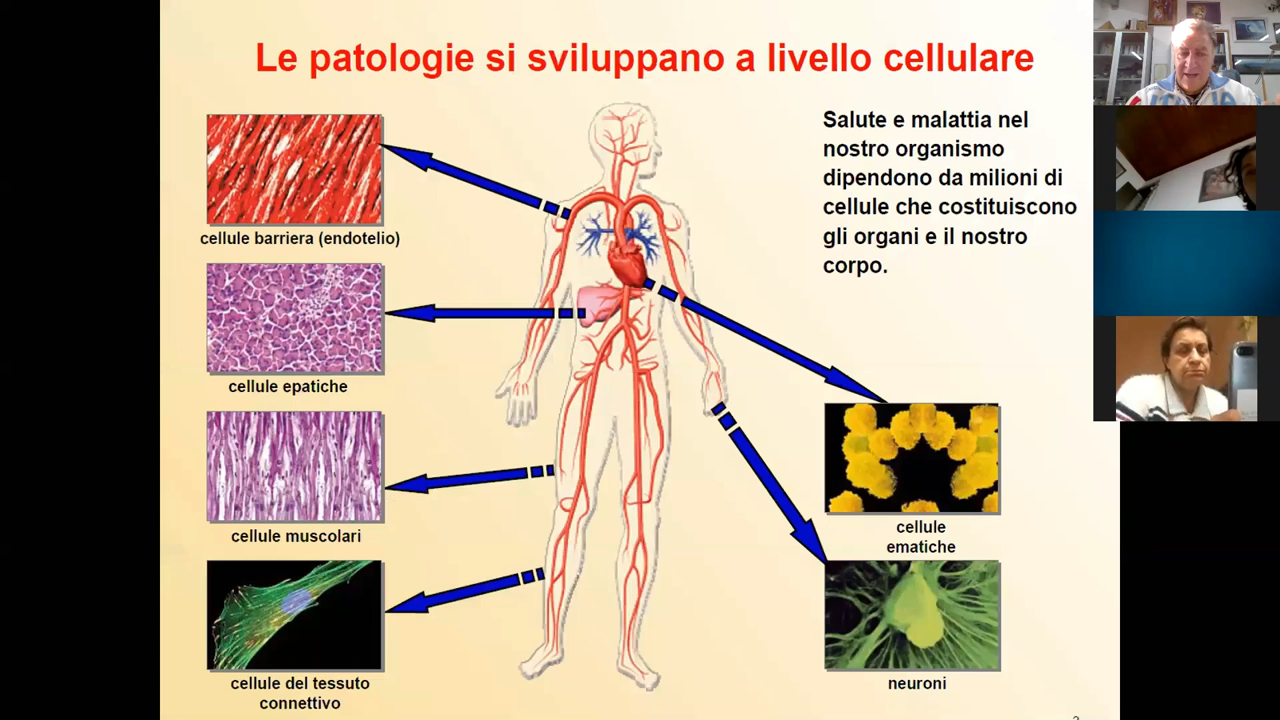 Le patologie si sviluppano a livello cellulare
Salute e malattia nel
nostro organismo
dipendono da milioni di
cellule che costituiscono
gli organi e il nostro
corpo.
cellule barriera (endotelio)
cellule epatiche
cellule muscolari
cellule del tessuto
connettivo
cellule
ematiche
neuroni